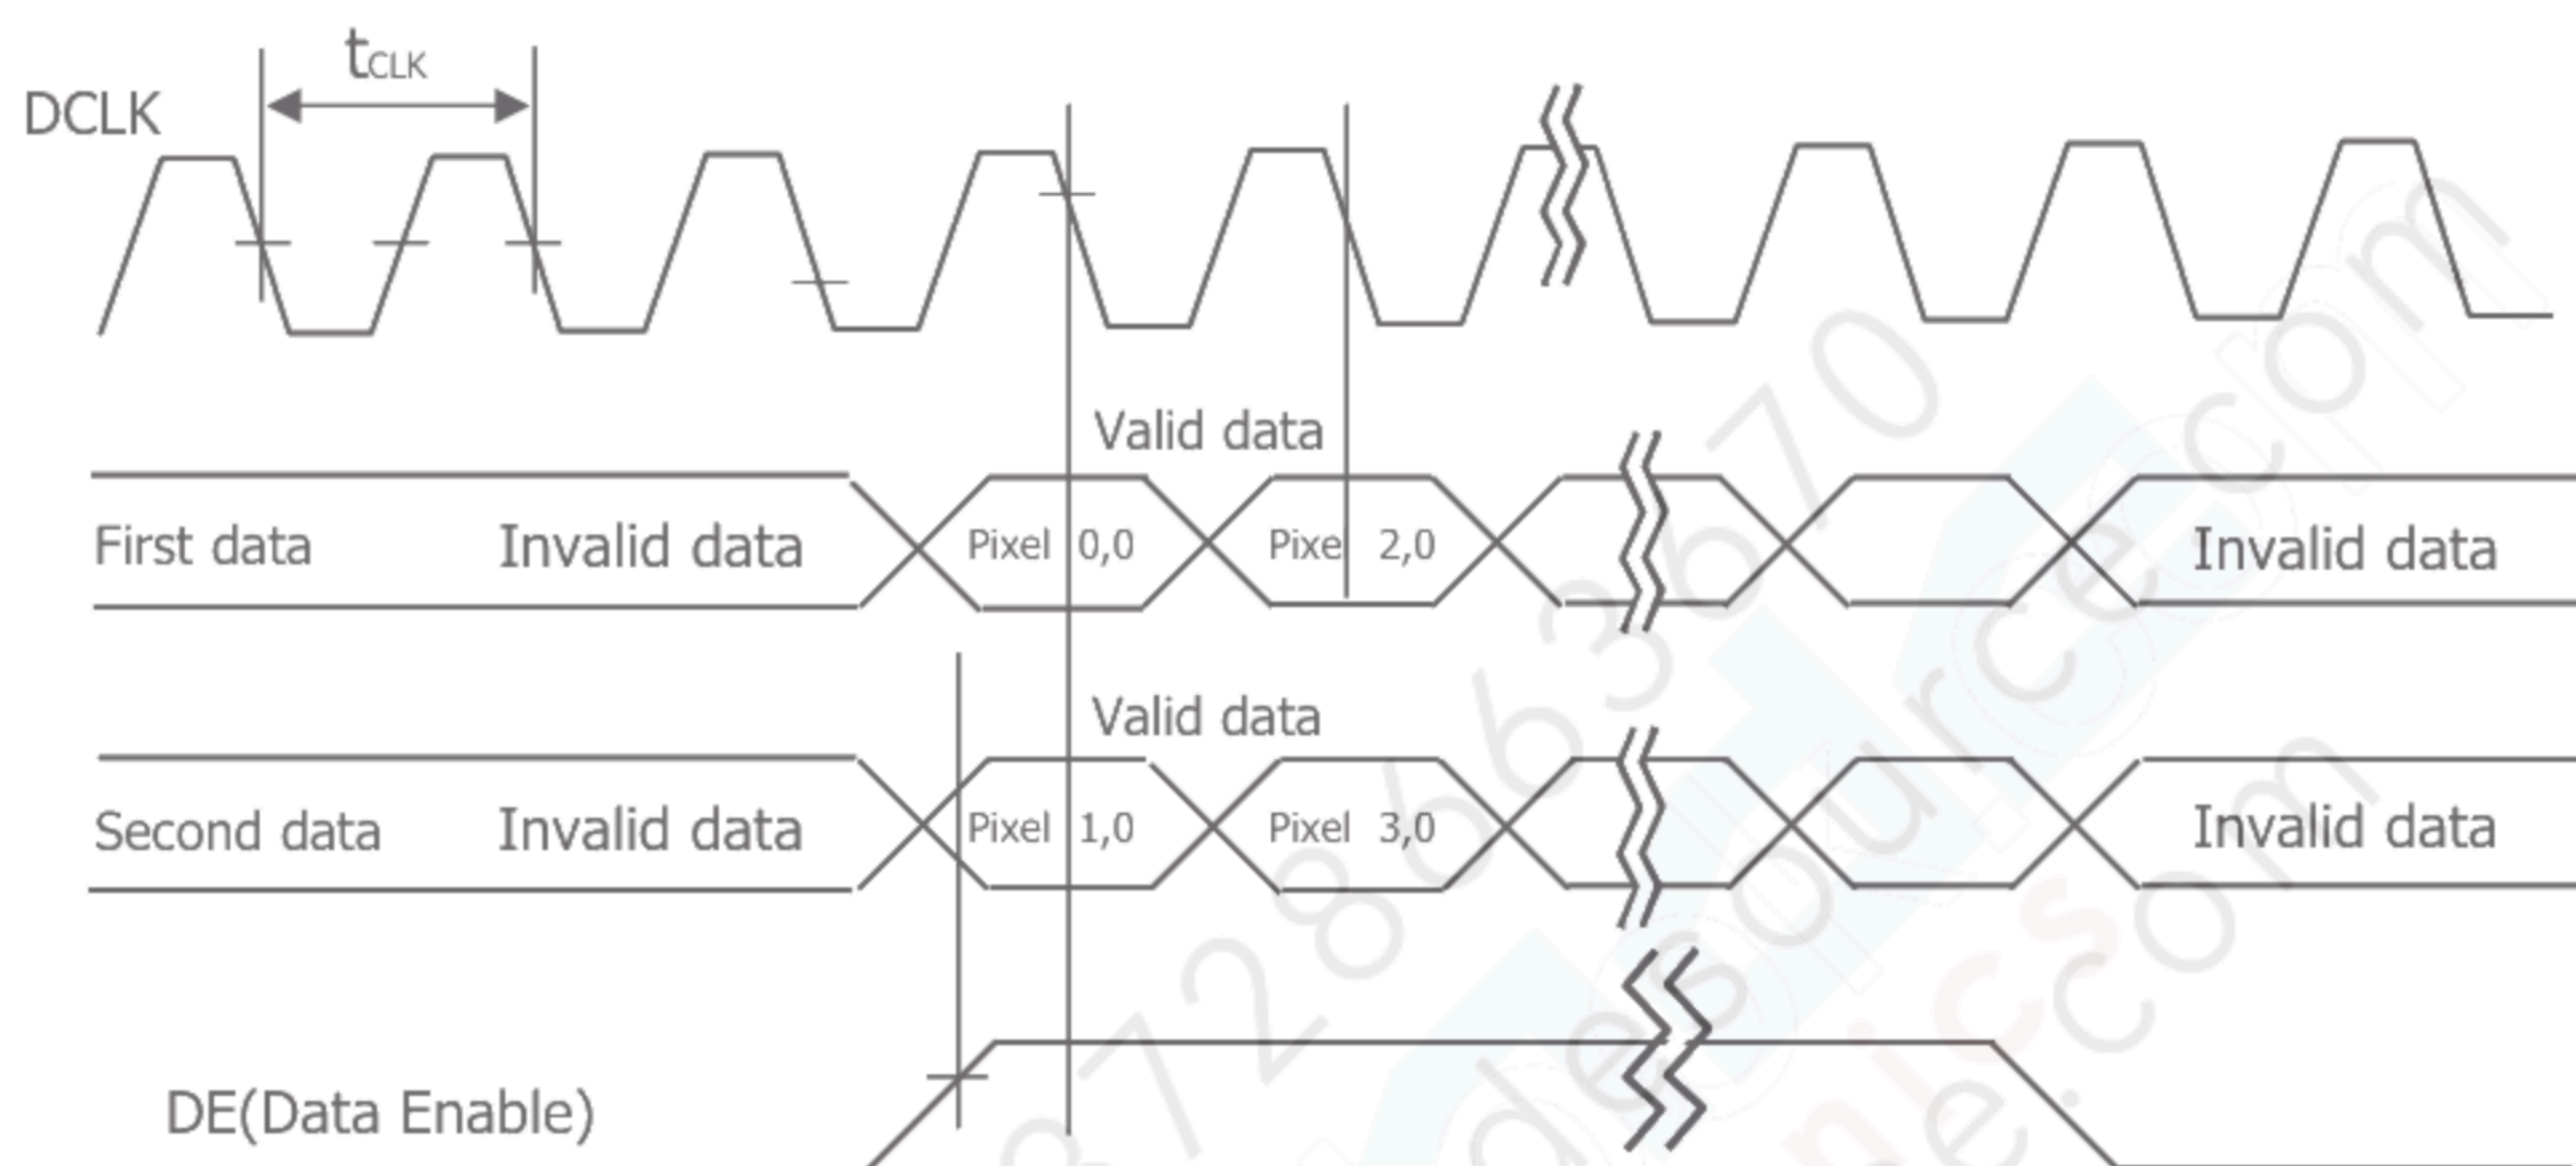 tCLK
DCLK
Valid data
First data Invalid data Pixel 0,0 Pixel 2,0 Invalid data
Valid data
Second data Invalid data Pixel 1,0 Pixel 3,0 Invalid data
DE(Data Enable)